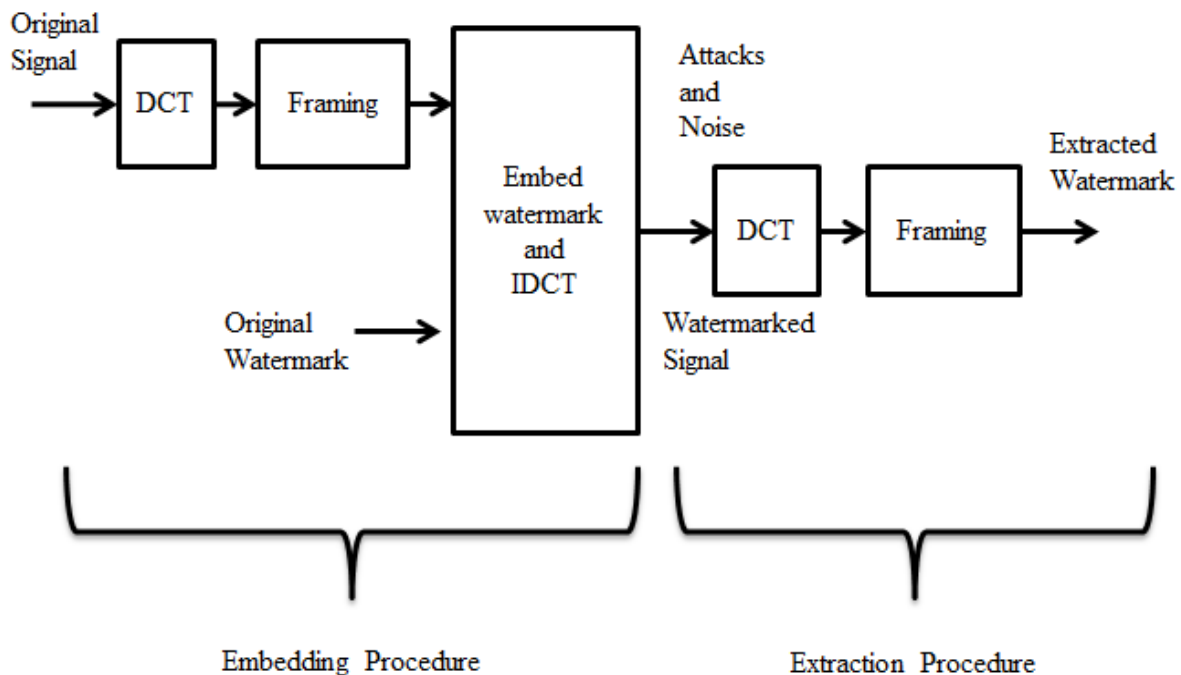 Original
Signal
DCT
Framing
Embed
watermark
and
IDCT
Original
Watermark
Attacks
and
Noise
DCT
Framing
Watermarked
Signal
Extracted
Watermark
Embedding Procedure
Extraction Procedure